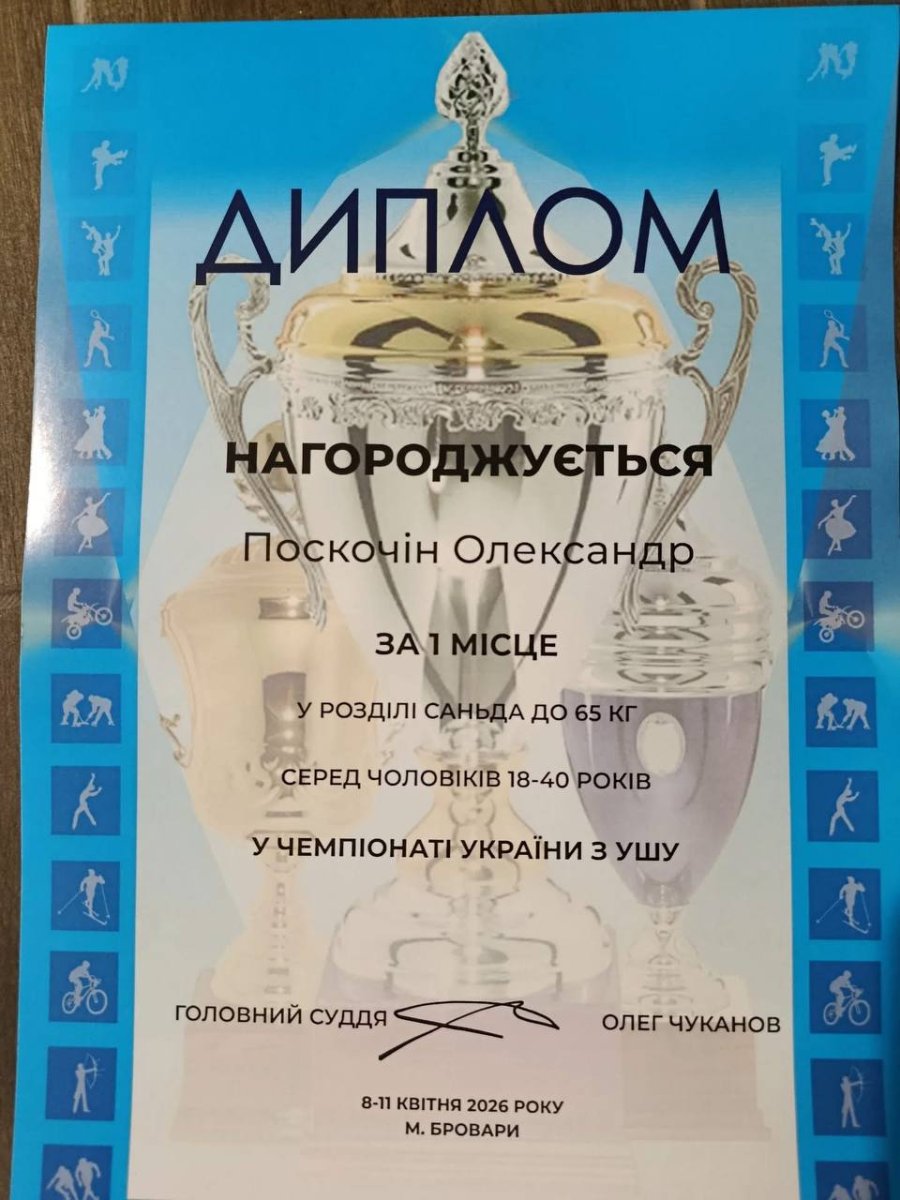 ДИПЛОМ
НАГОРОДЖУЄТЬСЯ
Поскочін Олександр
ЗА 1 МІСЦЕ
У РОЗДІЛІ САНЬДА ДО 65 КГ
СЕРЕД ЧОЛОВІКІВ 18-40 РОКІВ
У ЧЕМПІОНАТІ УКРАЇНИ З УШУ
ГОЛОВНИЙ СУДДЯ ОЛЕГ ЧУКАНОВ
8-11 КВІТНЯ 2026 РОКУ
М. БРОВАРИ